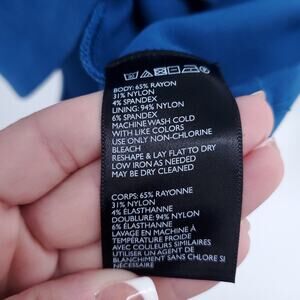 BODY: 65% RAYON
31% NYLON
4% SPANDEX
LINING: 94% NYLON
6% SPANDEX
MACHINE WASH COLD
WITH LIKE COLORS
USE ONLY NON-CHLORINE
BLEACH
RESHAPE & LAY FLAT TO DRY
LOW IRON AS NEEDED
MAY BE DRY CLEANED
CORPS: 65% RAYONNE
31% NYLON
4% ÉLASTHANNE
DOUBLURE: 94% NYLON
6% ÉLASTHANNE
LAVAGE EN MACHINE À
TEMPÉRATURE FROIDE
AVEC COULEURS SIMILAIRES
UTILISER UN AGENT DE
BLANCHIMENT SANS CHLORE SI
NÉCESSAIRE